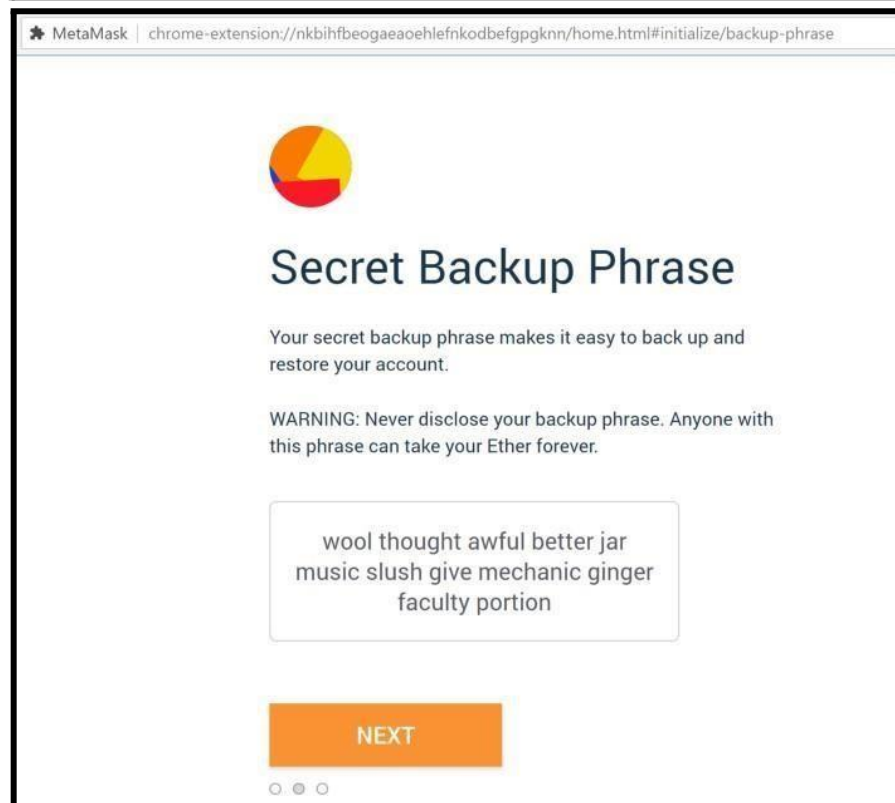 MetaMask | chrome-extension://nkbihfbeogaeaoehlefnkodbefgpgknn/home.html#initialize/backup-phrase
Secret Backup Phrase
Your secret backup phrase makes it easy to back up and
restore your account.
WARNING: Never disclose your backup phrase. Anyone with
this phrase can take your Ether forever.
wool thought awful better jar
music slush give mechanic ginger
faculty portion
NEXT